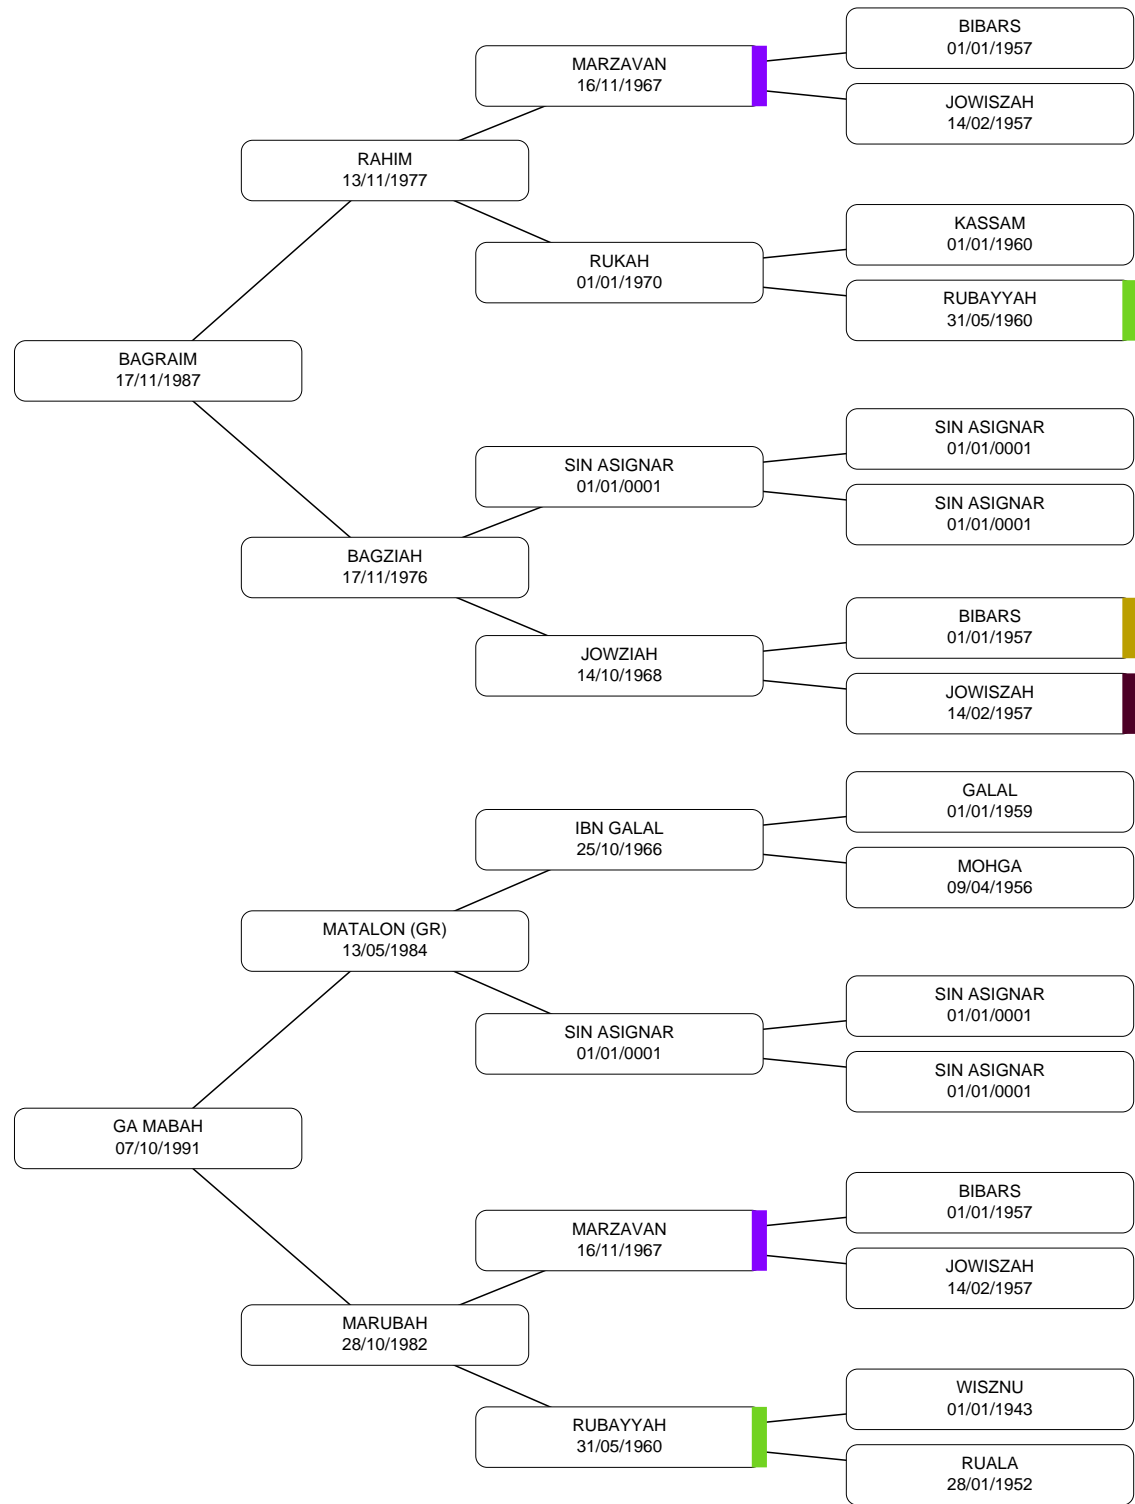 BIBARS
01/01/1957
MARZAVAN
16/11/1967
JOWISZAH
14/02/1957
RAHIM
13/11/1977
KASSAM
01/01/1960
RUKAH
01/01/1970
RUBAYYAH
31/05/1960
BAGRAIM
17/11/1987
SIN ASIGNAR
01/01/0001
SIN ASIGNAR
01/01/0001
SIN ASIGNAR
01/01/0001
BAGZIAH
17/11/1976
BIBARS
01/01/1957
JOWZIAH
14/10/1968
JOWISZAH
14/02/1957
GALAL
01/01/1959
IBN GALAL
25/10/1966
MOHGA
09/04/1956
MATALON (GR)
13/05/1984
SIN ASIGNAR
01/01/0001
SIN ASIGNAR
01/01/0001
SIN ASIGNAR
01/01/0001
GA MABAH
07/10/1991
BIBARS
01/01/1957
MARZAVAN
16/11/1967
JOWISZAH
14/02/1957
MARUBAH
28/10/1982
WISZNU
01/01/1943
RUBAYYAH
31/05/1960
RUALA
28/01/1952